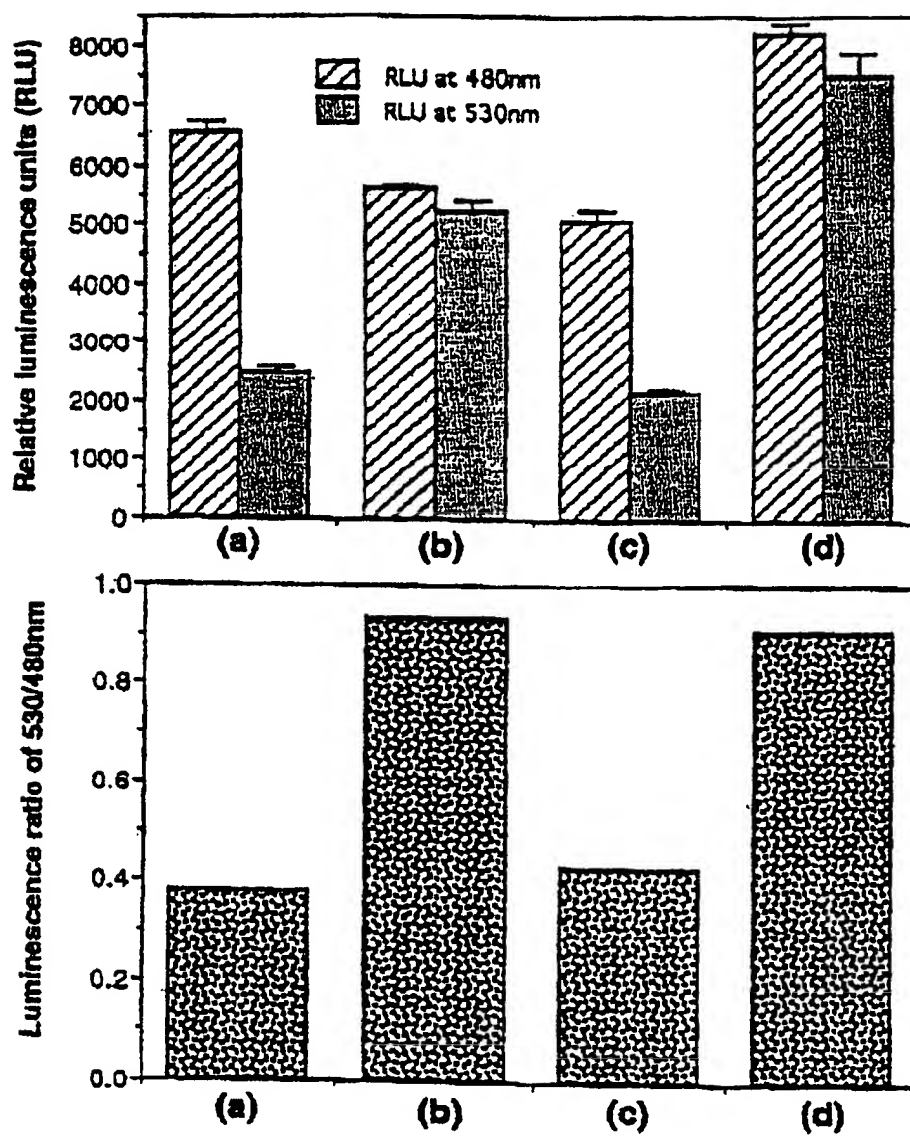 Relative luminescence units (RLU)
8000
7000
6000
5000
4000
3000
2000
1000
0
RLU at 480nm
RLU at 530nm
(a) (b) (c) (d)
Luminescence ratio of 530/480nm
1.0
0.8
0.6
0.4
0.2
0.0
(a) (b) (c) (d)